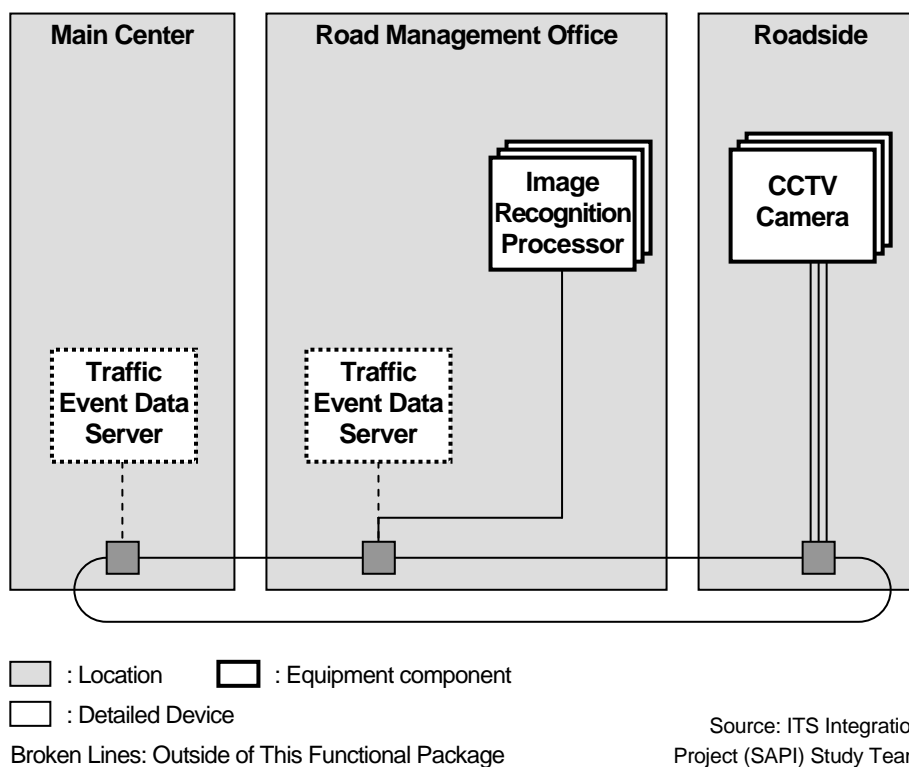 Main Center
Road Management Office
Roadside
Image
Recognition
Processor
CCTV
Camera
Traffic
Event Data
Server
Traffic
Event Data
Server
: Location
: Equipment component
: Detailed Device
Broken Lines: Outside of This Functional Package
Source: ITS Integratio
Project (SAPI) Study Tea